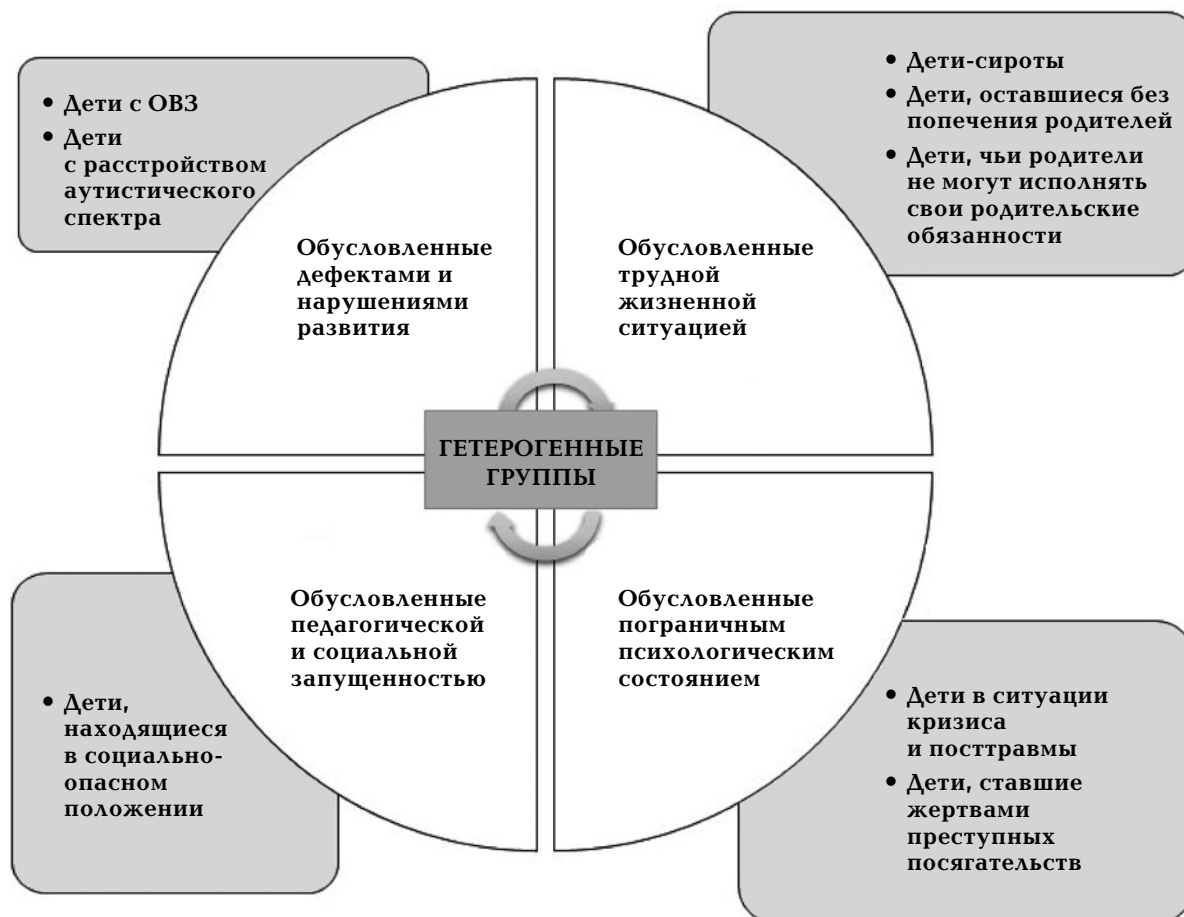 • Дети с ОВЗ
• Дети
с расстройством
аутистического
спектра
• Дети-сироты
• Дети, оставшиеся без
попечения родителей
• Дети, чьи родители
не могут исполнять
свои родительские
обязанности
Обусловленные
дефектами и
нарушениями
развития
Обусловленные
трудной
жизненной
ситуацией
ГЕТЕРОГЕННЫЕ
ГРУППЫ
Обусловленные
педагогической
и социальной
запущенностью
Обусловленные
пограничным
психологическим
состоянием
• Дети,
находящиеся
в социально-
опасном
положении
• Дети в ситуации
кризиса
и посттравмы
• Дети, ставшие
жертвами
преступных
посягательств